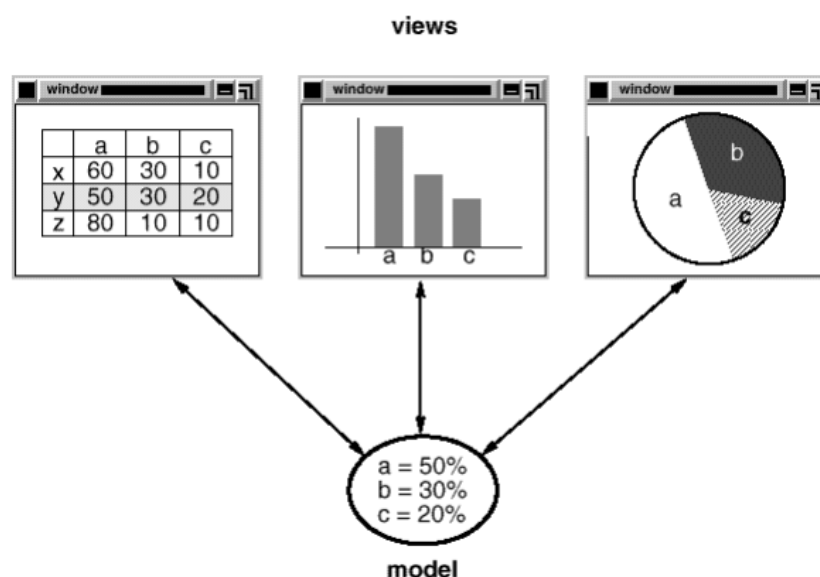 views
window
a b c
x 60 30 10
y 50 30 20
z 80 10 10
window
a b c
window
a
b
c
a = 50%
b = 30%
c = 20%
model